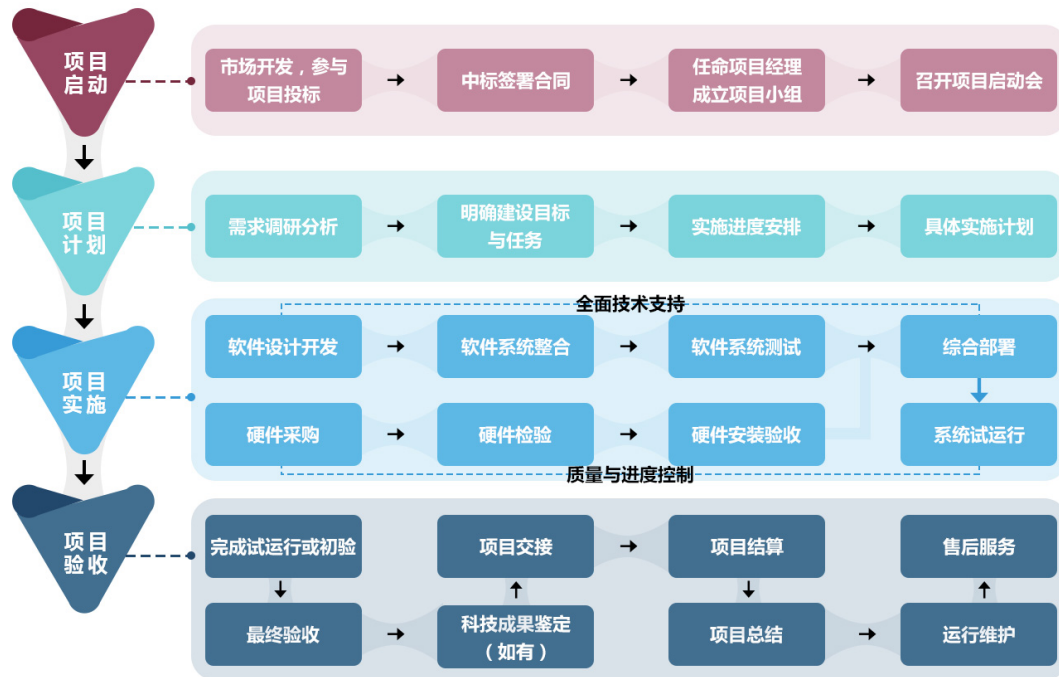 项目
启动
市场开发，参与
项目投标
中标签署合同
任命项目经理
成立项目小组
召开项目启动会
项目
计划
需求调研分析
明确建设目标
与任务
实施进度安排
具体实施计划
项目
实施
全面技术支持
软件设计开发
软件系统整合
软件系统测试
综合部署
硬件采购
硬件检验
硬件安装验收
系统试运行
质量与进度控制
项目
验收
完成试运行或初验
项目交接
项目结算
售后服务
最终验收
科技成果鉴定
（如有）
项目总结
运行维护